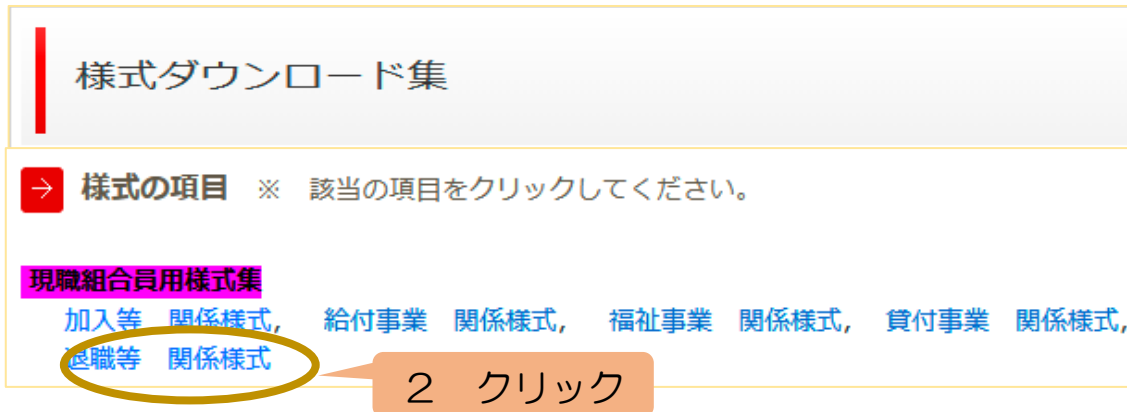 様式ダウンロード集
様式の項目 ※ 該当の項目をクリックしてください。
現職組合員用様式集
加入等 関係様式, 給付事業 関係様式, 福祉事業 関係様式, 貸付事業 関係様式,
退職等 関係様式
２ クリック